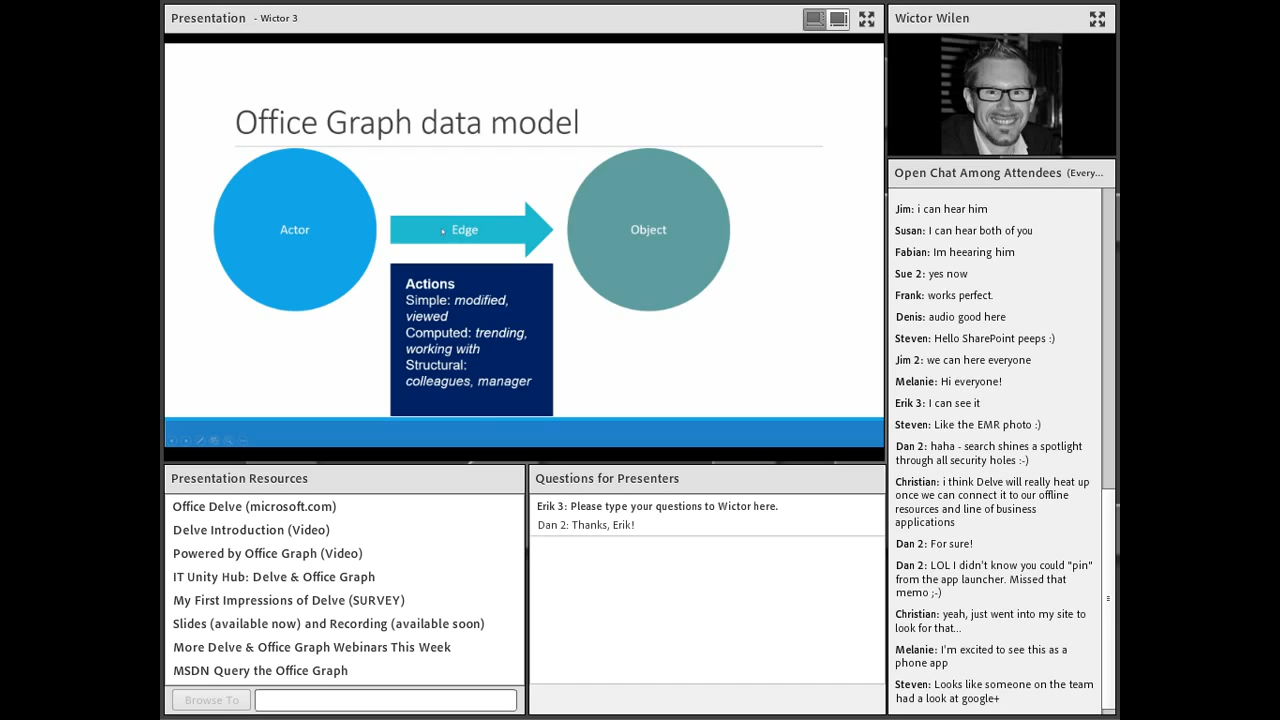 Presentation - Wictor 3
Office Graph data model
Actor
Edge
Object
Actions
Simple: modified,
viewed
Computed: trending,
working with
Structural:
colleagues, manager
Wictor Wilen
Open Chat Among Attendees (Every...
Jim: i can hear him
Susan: I can hear both of you
Fabian: Im heearing him
Sue 2: yes now
Frank: works perfect.
Denis: audio good here
Steven: Hello SharePoint peeps :)
Jim 2: we can here everyone
Melanie: Hi everyone!
Erik 3: I can see it
Steven: Like the EMR photo :)
Dan 2: haha - search shines a spotlight
through all security holes :-)
Christian: i think Delve will really heat up
once we can connect it to our offline
resources and line of business
applications
Dan 2: For sure!
Dan 2: LOL I didn't know you could "pin"
from the app launcher. Missed that
memo ;-)
Christian: yeah, just went into my site to
look for that...
Melanie: I'm excited to see this as a
phone app
Steven: Looks like someone on the team
had a look at google+
Presentation Resources
Office Delve (microsoft.com)
Delve Introduction (Video)
Powered by Office Graph (Video)
IT Unity Hub: Delve & Office Graph
My First Impressions of Delve (SURVEY)
Slides (available now) and Recording (available soon)
More Delve & Office Graph Webinars This Week
MSDN Query the Office Graph
Browse To
Questions for Presenters
Erik 3: Please type your questions to Wictor here.
Dan 2: Thanks, Erik!